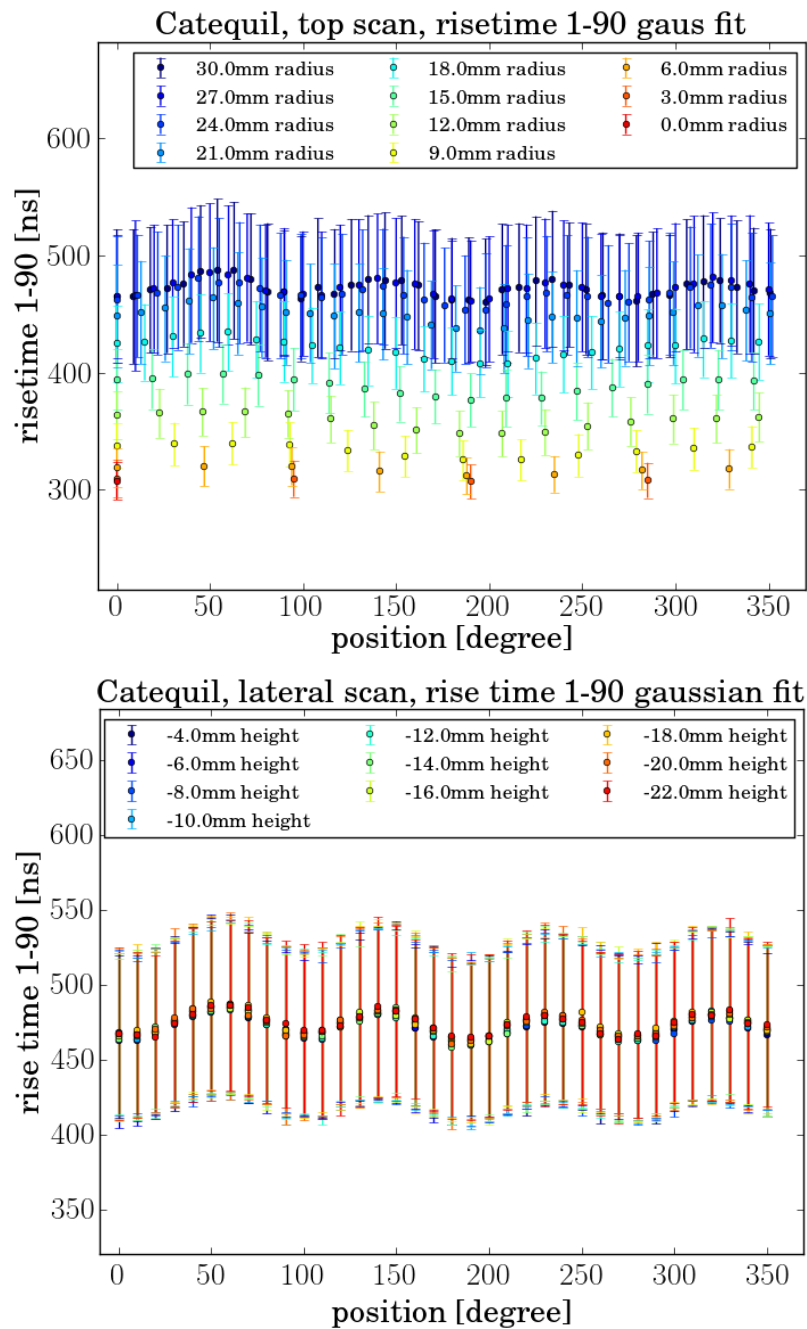 Catequil, top scan, risetime 1-90 gaus fit
30.0mm radius 18.0mm radius 6.0mm radius
27.0mm radius 15.0mm radius 3.0mm radius
24.0mm radius 12.0mm radius 0.0mm radius
21.0mm radius 9.0mm radius
risetime 1-90 [ns]
600
500
400
300
0 50 100 150 200 250 300 350
position [degree]
Catequil, lateral scan, rise time 1-90 gaussian fit
-4.0mm height -12.0mm height -18.0mm height
-6.0mm height -14.0mm height -20.0mm height
-8.0mm height -16.0mm height -22.0mm height
-10.0mm height
rise time 1-90 [ns]
650
600
550
500
450
400
350
0 50 100 150 200 250 300 350
position [degree]